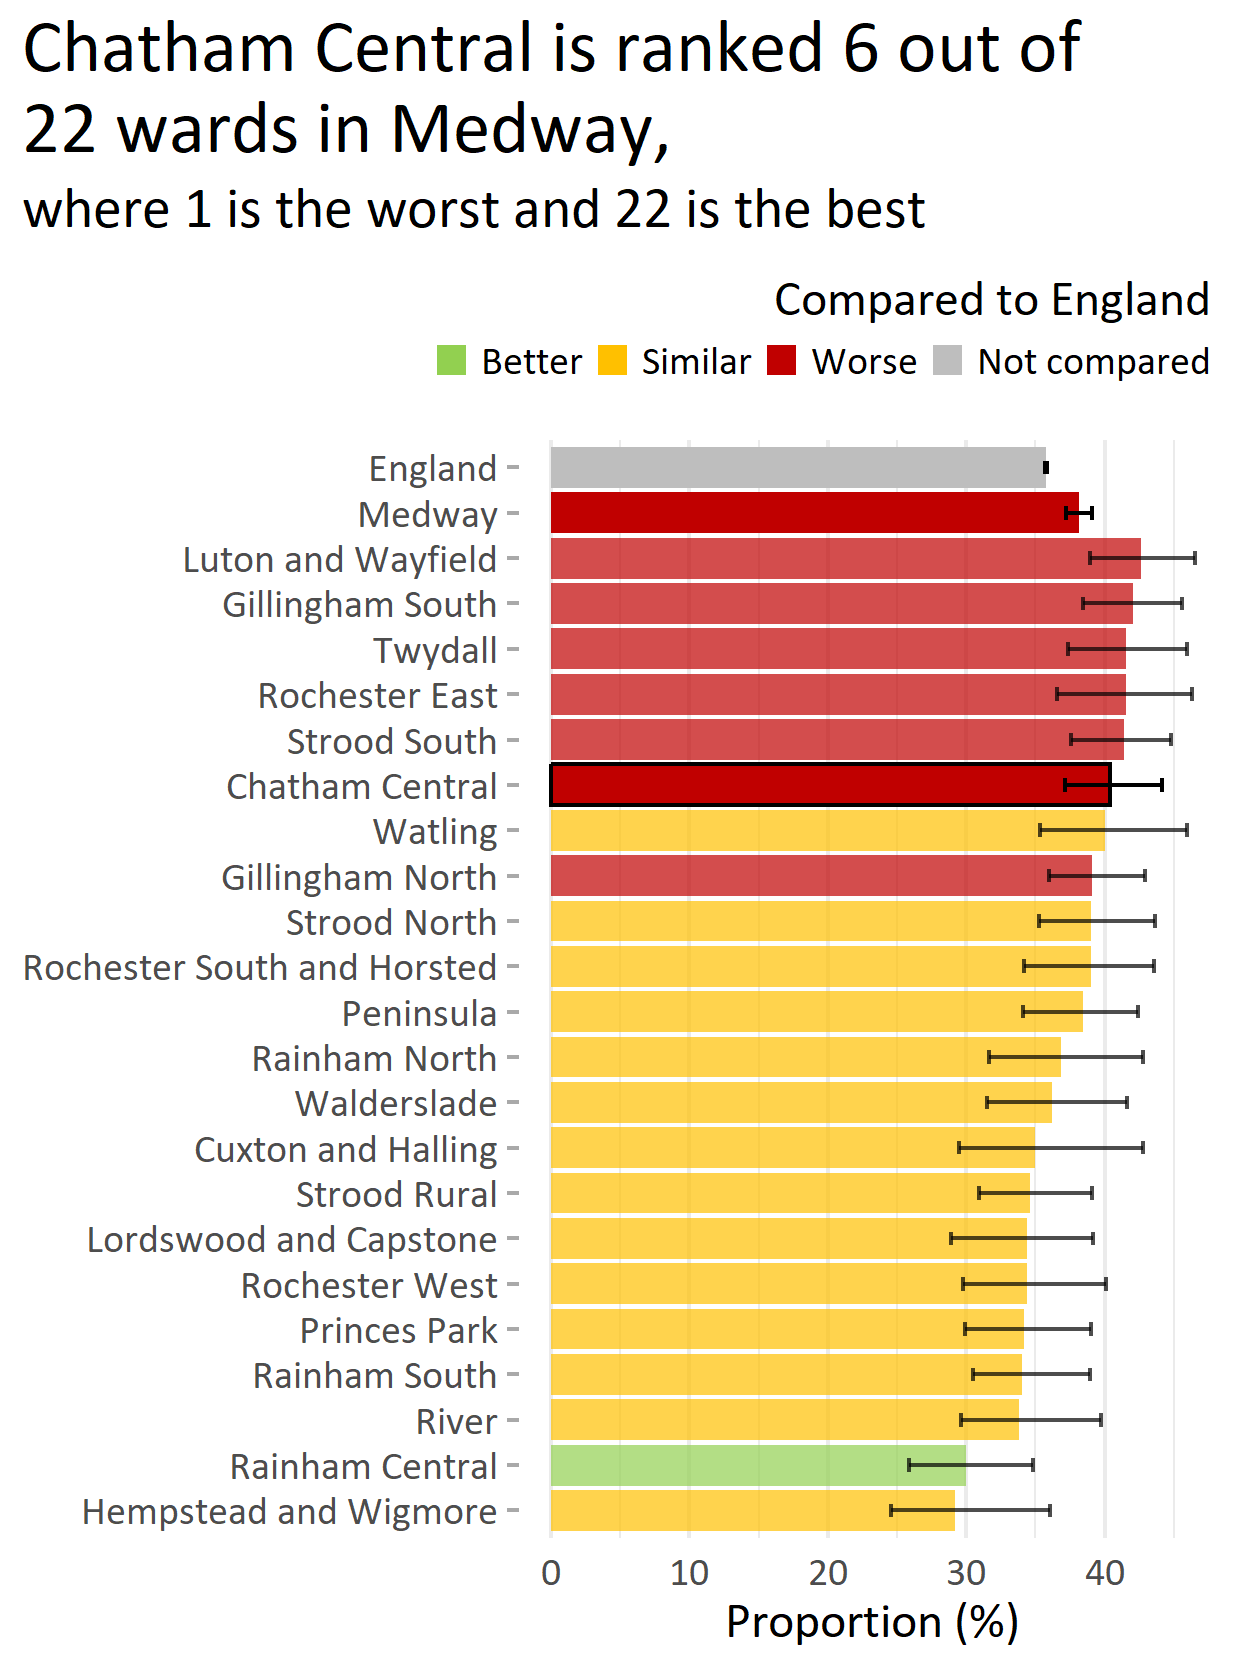 Chatham Central is ranked 6 out of
22 wards in Medway,
where 1 is the worst and 22 is the best
Compared to England
Better Similar Worse Not compared
England
Medway
Luton and Wayfield
Gillingham South
Twydall
Rochester East
Strood South
Chatham Central
Watling
Gillingham North
Strood North
Rochester South and Horsted
Peninsula
Rainham North
Walderslade
Cuxton and Halling
Strood Rural
Lordswood and Capstone
Rochester West
Princes Park
Rainham South
River
Rainham Central
Hempstead and Wigmore
0 10 20 30 40
Proportion (%)